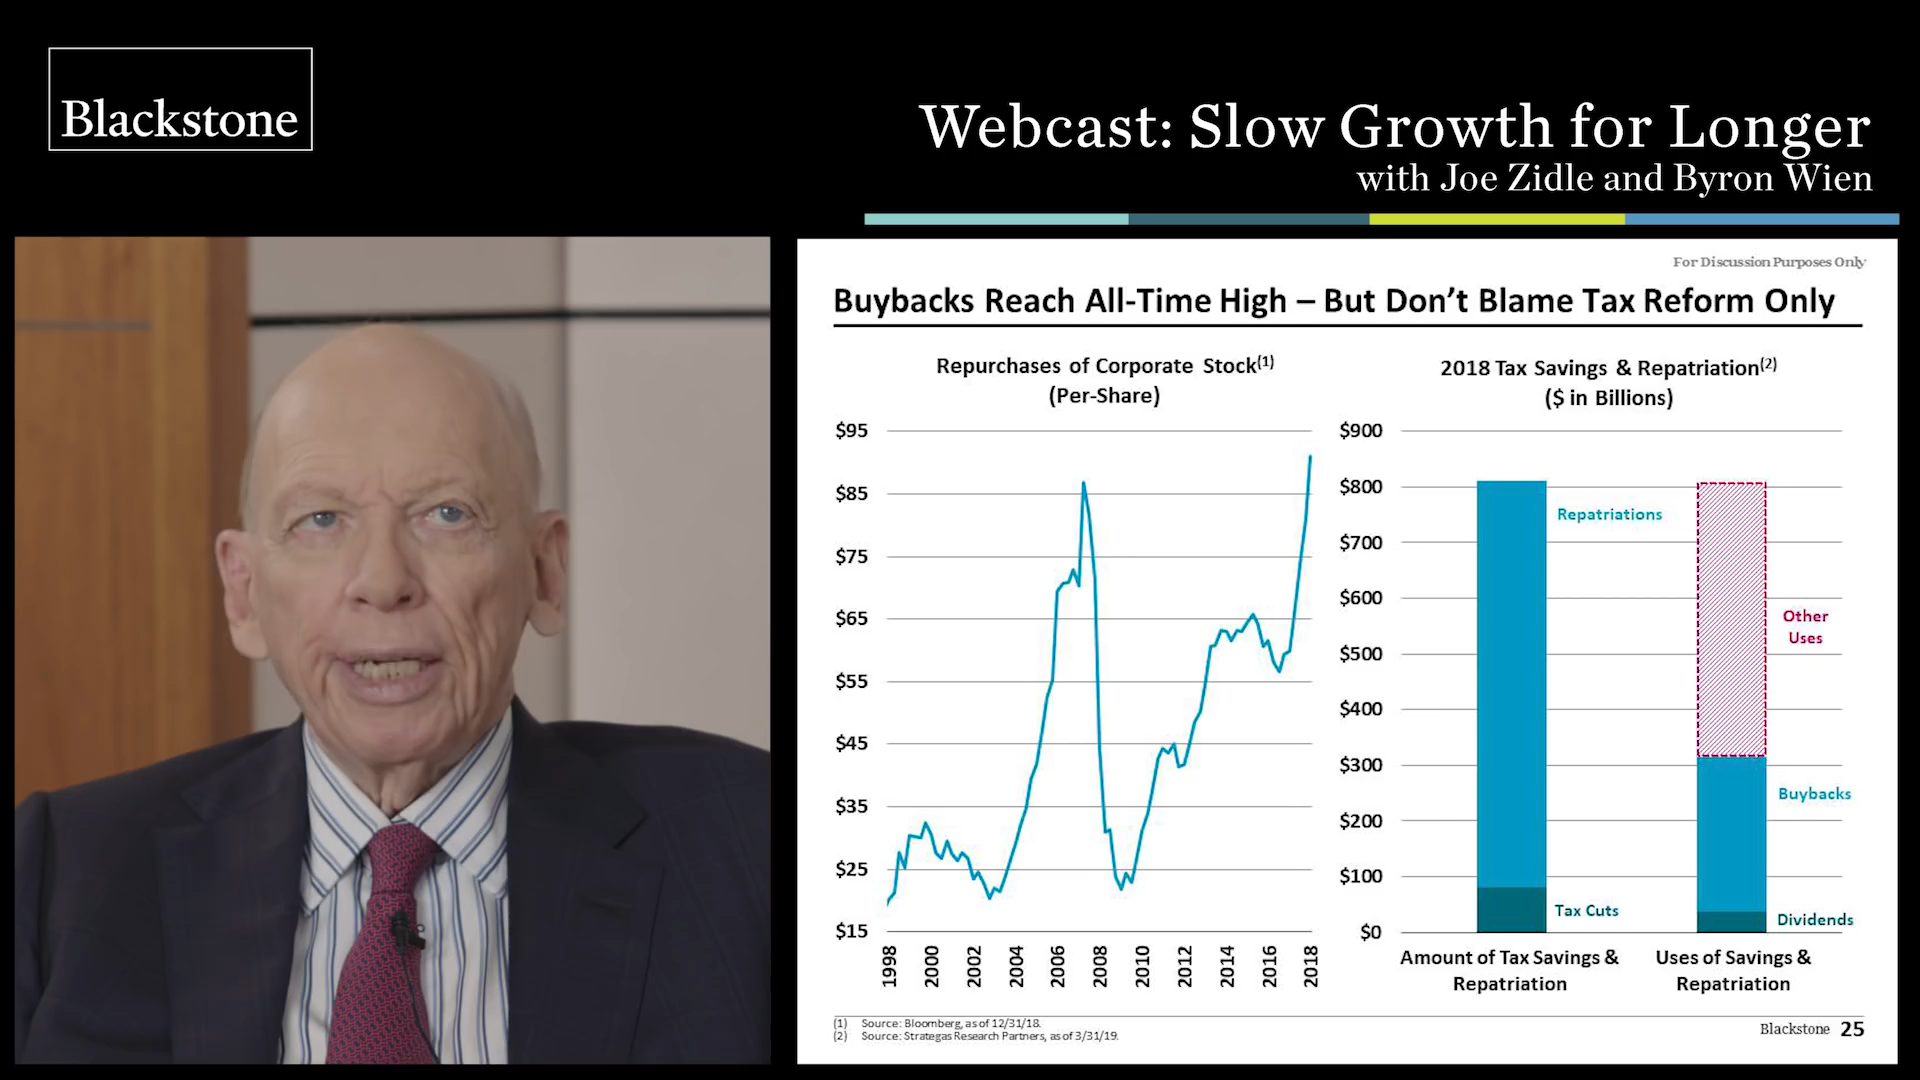 Blackstone
Webcast: Slow Growth for Longer
with Joe Zidle and Byron Wien
For Discussion Purposes Only
Buybacks Reach All-Time High – But Don't Blame Tax Reform Only
Repurchases of Corporate Stock(1)
(Per-Share)
$95
$85
$75
$65
$55
$45
$35
$25
$15
1998
2000
2002
2004
2006
2008
2010
2012
2014
2016
2018
2018 Tax Savings & Repatriation(2)
($ in Billions)
$900
$800
$700
$600
$500
$400
$300
$200
$100
$0
Repatriations
Tax Cuts
Other
Uses
Buybacks
Dividends
Amount of Tax Savings &
Repatriation
Uses of Savings &
Repatriation
(1) Source: Bloomberg, as of 12/31/18.
(2) Source: Strategas Research Partners, as of 3/31/19.
Blackstone 25